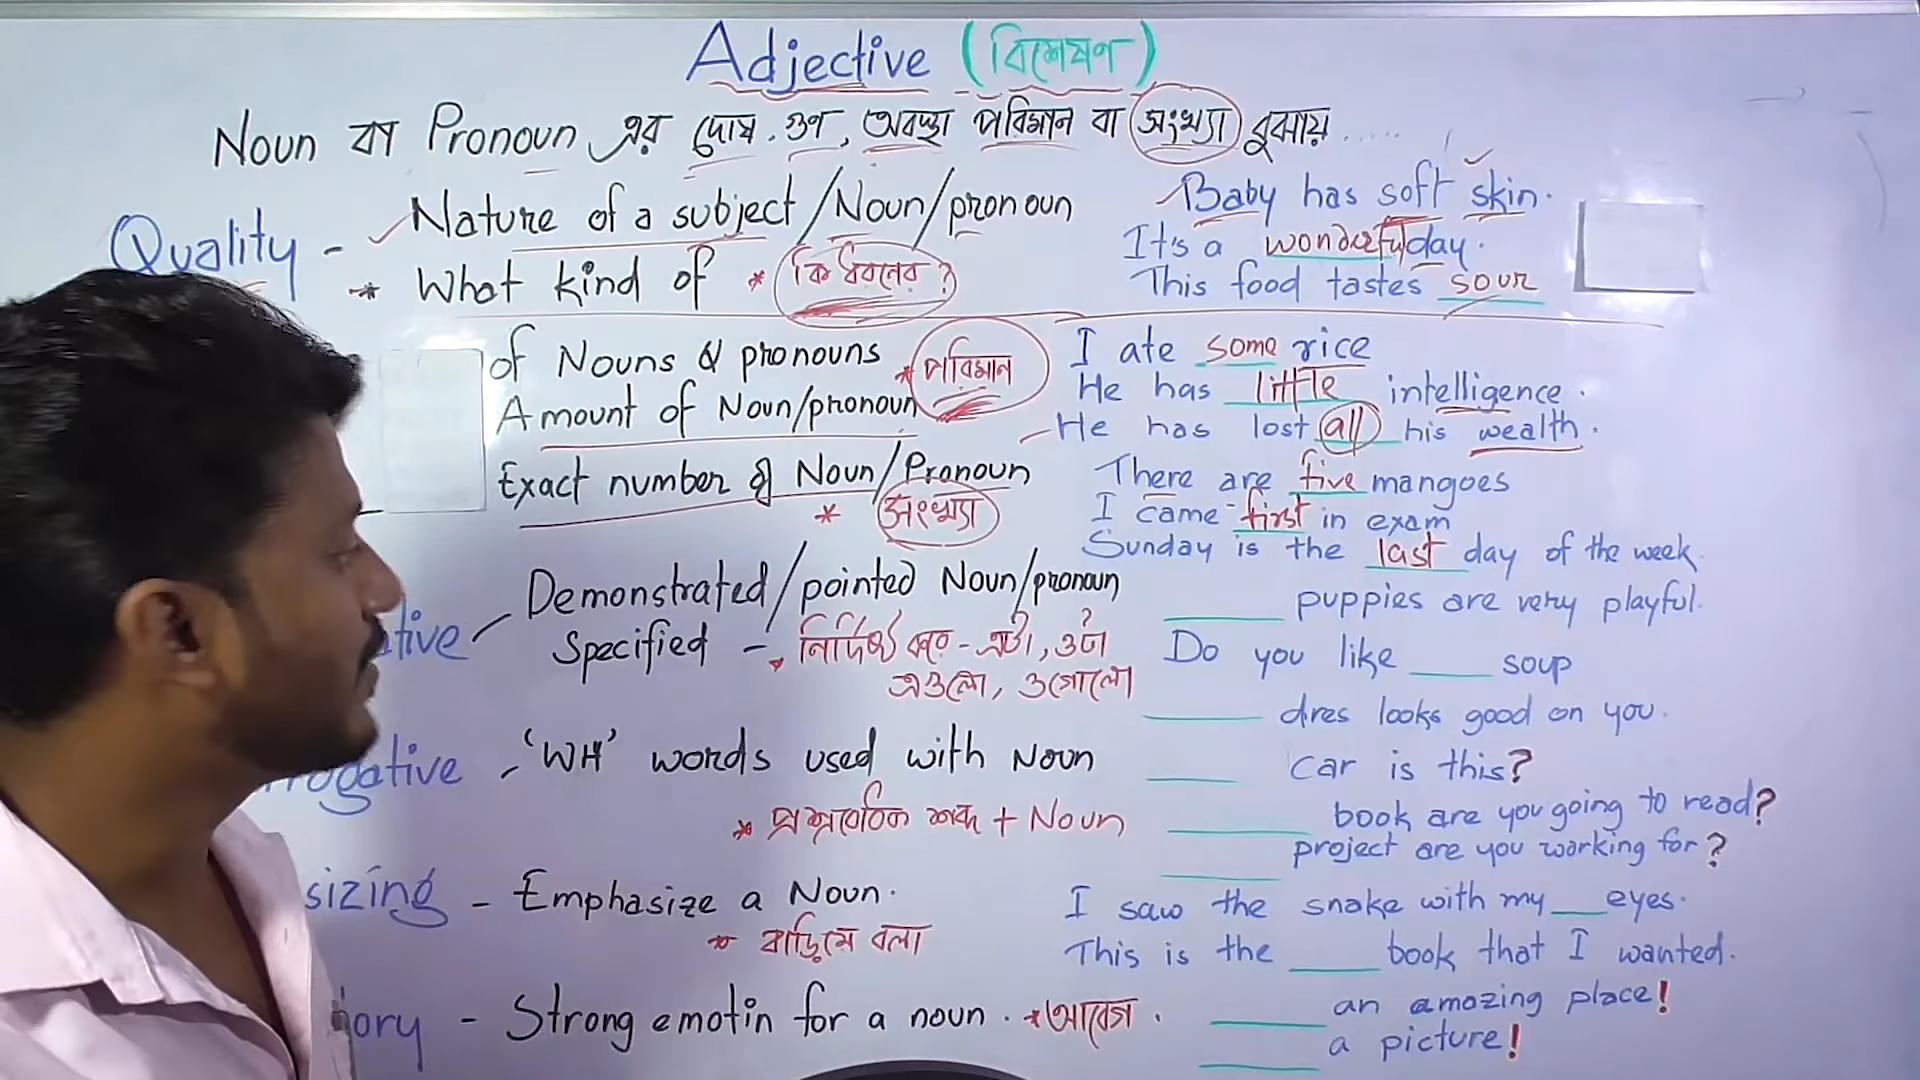 Adjective (বিশেষণ)
Noun বা Pronoun এর দোষ, গুণ, অবস্থা পরিমান বা সংখ্যা বুঝায় .....
Quality - Nature of a subject/Noun/pronoun
* What kind of * কি ধরনের ?
Baby has soft skin.
It's a wonderful day.
This food tastes sour
of Nouns & pronouns
Amount of Noun/pronoun * পরিমান
I ate some rice
He has little intelligence.
He has lost all his wealth.
Exact number of Noun/Pronoun
* সংখ্যা
There are five mangoes
I came first in exam
Sunday is the last day of the week.
tive - Demonstrated/pointed Noun/pronoun
Specified - * নির্দিষ্ট করে - এটা, ওটা
এগুলো, ওগোলো
____ puppies are very playful.
Do you like ____ soup
____ dres looks good on you.
rrogative - 'WH' words used with Noun
* প্রশ্নবোঠিক শব্দ + Noun
____ car is this?
____ book are you going to read?
____ project are you working for?
sizing - Emphasize a Noun.
* বাড়িয়ে বলা
I saw the snake with my ___ eyes.
This is the ____ book that I wanted.
ory - Strong emotin for a noun. * আবেগ.
____ an amazing place!
____ a picture!